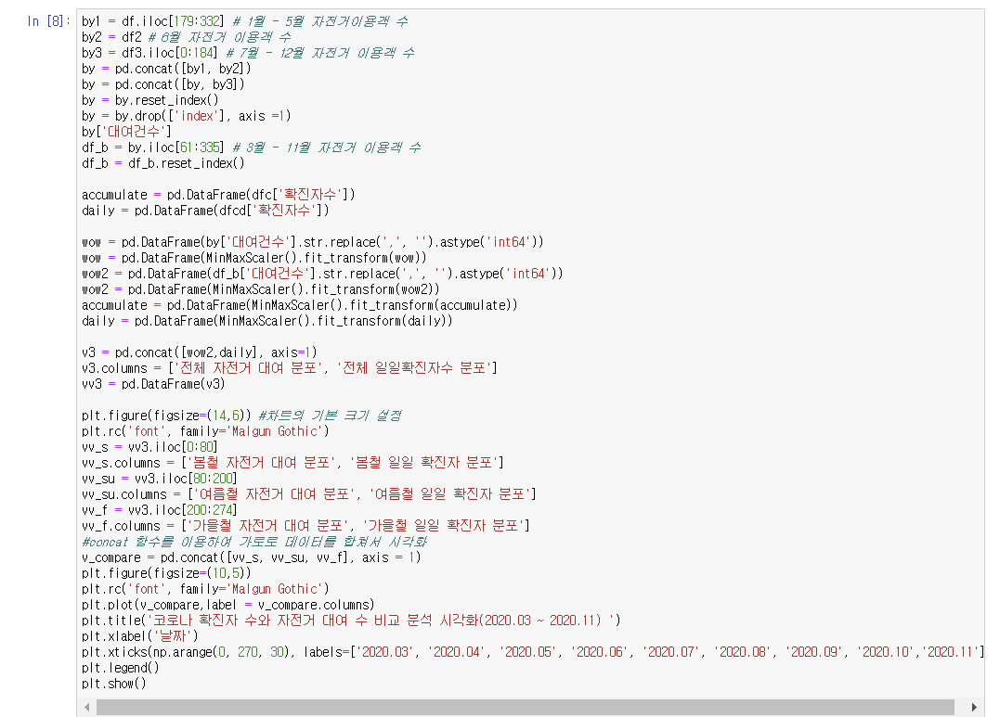 In [8]:
by1 = df.iloc[179:332] # 1월 - 5월 자전거이용객 수
by2 = df2 # 6월 자전거 이용객 수
by3 = df3.iloc[0:184] # 7월 - 12월 자전거 이용객 수
by = pd.concat([by1, by2])
by = pd.concat([by, by3])
by = by.reset_index()
by = by.drop(['index'], axis =1)
by['대여건수']
df_b = by.iloc[61:335] # 3월 - 11월 자전거 이용객 수
df_b = df_b.reset_index()
accumulate = pd.DataFrame(dfc['확진자수'])
daily = pd.DataFrame(dfcd['확진자수'])
wow = pd.DataFrame(by['대여건수'].str.replace(',', '').astype('int64'))
wow = pd.DataFrame(MinMaxScaler().fit_transform(wow))
wow2 = pd.DataFrame(df_b['대여건수'].str.replace(',', '').astype('int64'))
wow2 = pd.DataFrame(MinMaxScaler().fit_transform(wow2))
accumulate = pd.DataFrame(MinMaxScaler().fit_transform(accumulate))
daily = pd.DataFrame(MinMaxScaler().fit_transform(daily))
v3 = pd.concat([wow2,daily], axis=1)
v3.columns = ['전체 자전거 대여 분포', '전체 일일확진자수 분포']
vv3 = pd.DataFrame(v3)
plt.figure(figsize=(14,6)) #차트의 기본 크기 설정
plt.rc('font', family='Malgun Gothic')
vv_s = vv3.iloc[0:80]
vv_s.columns = ['봄철 자전거 대여 분포', '봄철 일일 확진자 분포']
vv_su = vv3.iloc[80:200]
vv_su.columns = ['여름철 자전거 대여 분포', '여름철 일일 확진자 분포']
vv_f = vv3.iloc[200:274]
vv_f.columns = ['가을철 자전거 대여 분포', '가을철 일일 확진자 분포']
#concat 함수를 이용하여 가로로 데이터를 합쳐서 시각화
v_compare = pd.concat([vv_s, vv_su, vv_f], axis = 1)
plt.figure(figsize=(10,5))
plt.rc('font', family='Malgun Gothic')
plt.plot(v_compare,label = v_compare.columns)
plt.title('코로나 확진자 수와 자전거 대여 수 비교 분석 시각화(2020.03 ~ 2020.11) ')
plt.xlabel('날짜')
plt.xticks(np.arange(0, 270, 30), labels=['2020.03', '2020.04', '2020.05', '2020.06', '2020.07', '2020.08', '2020.09', '2020.10','2020.11']
plt.legend()
plt.show()